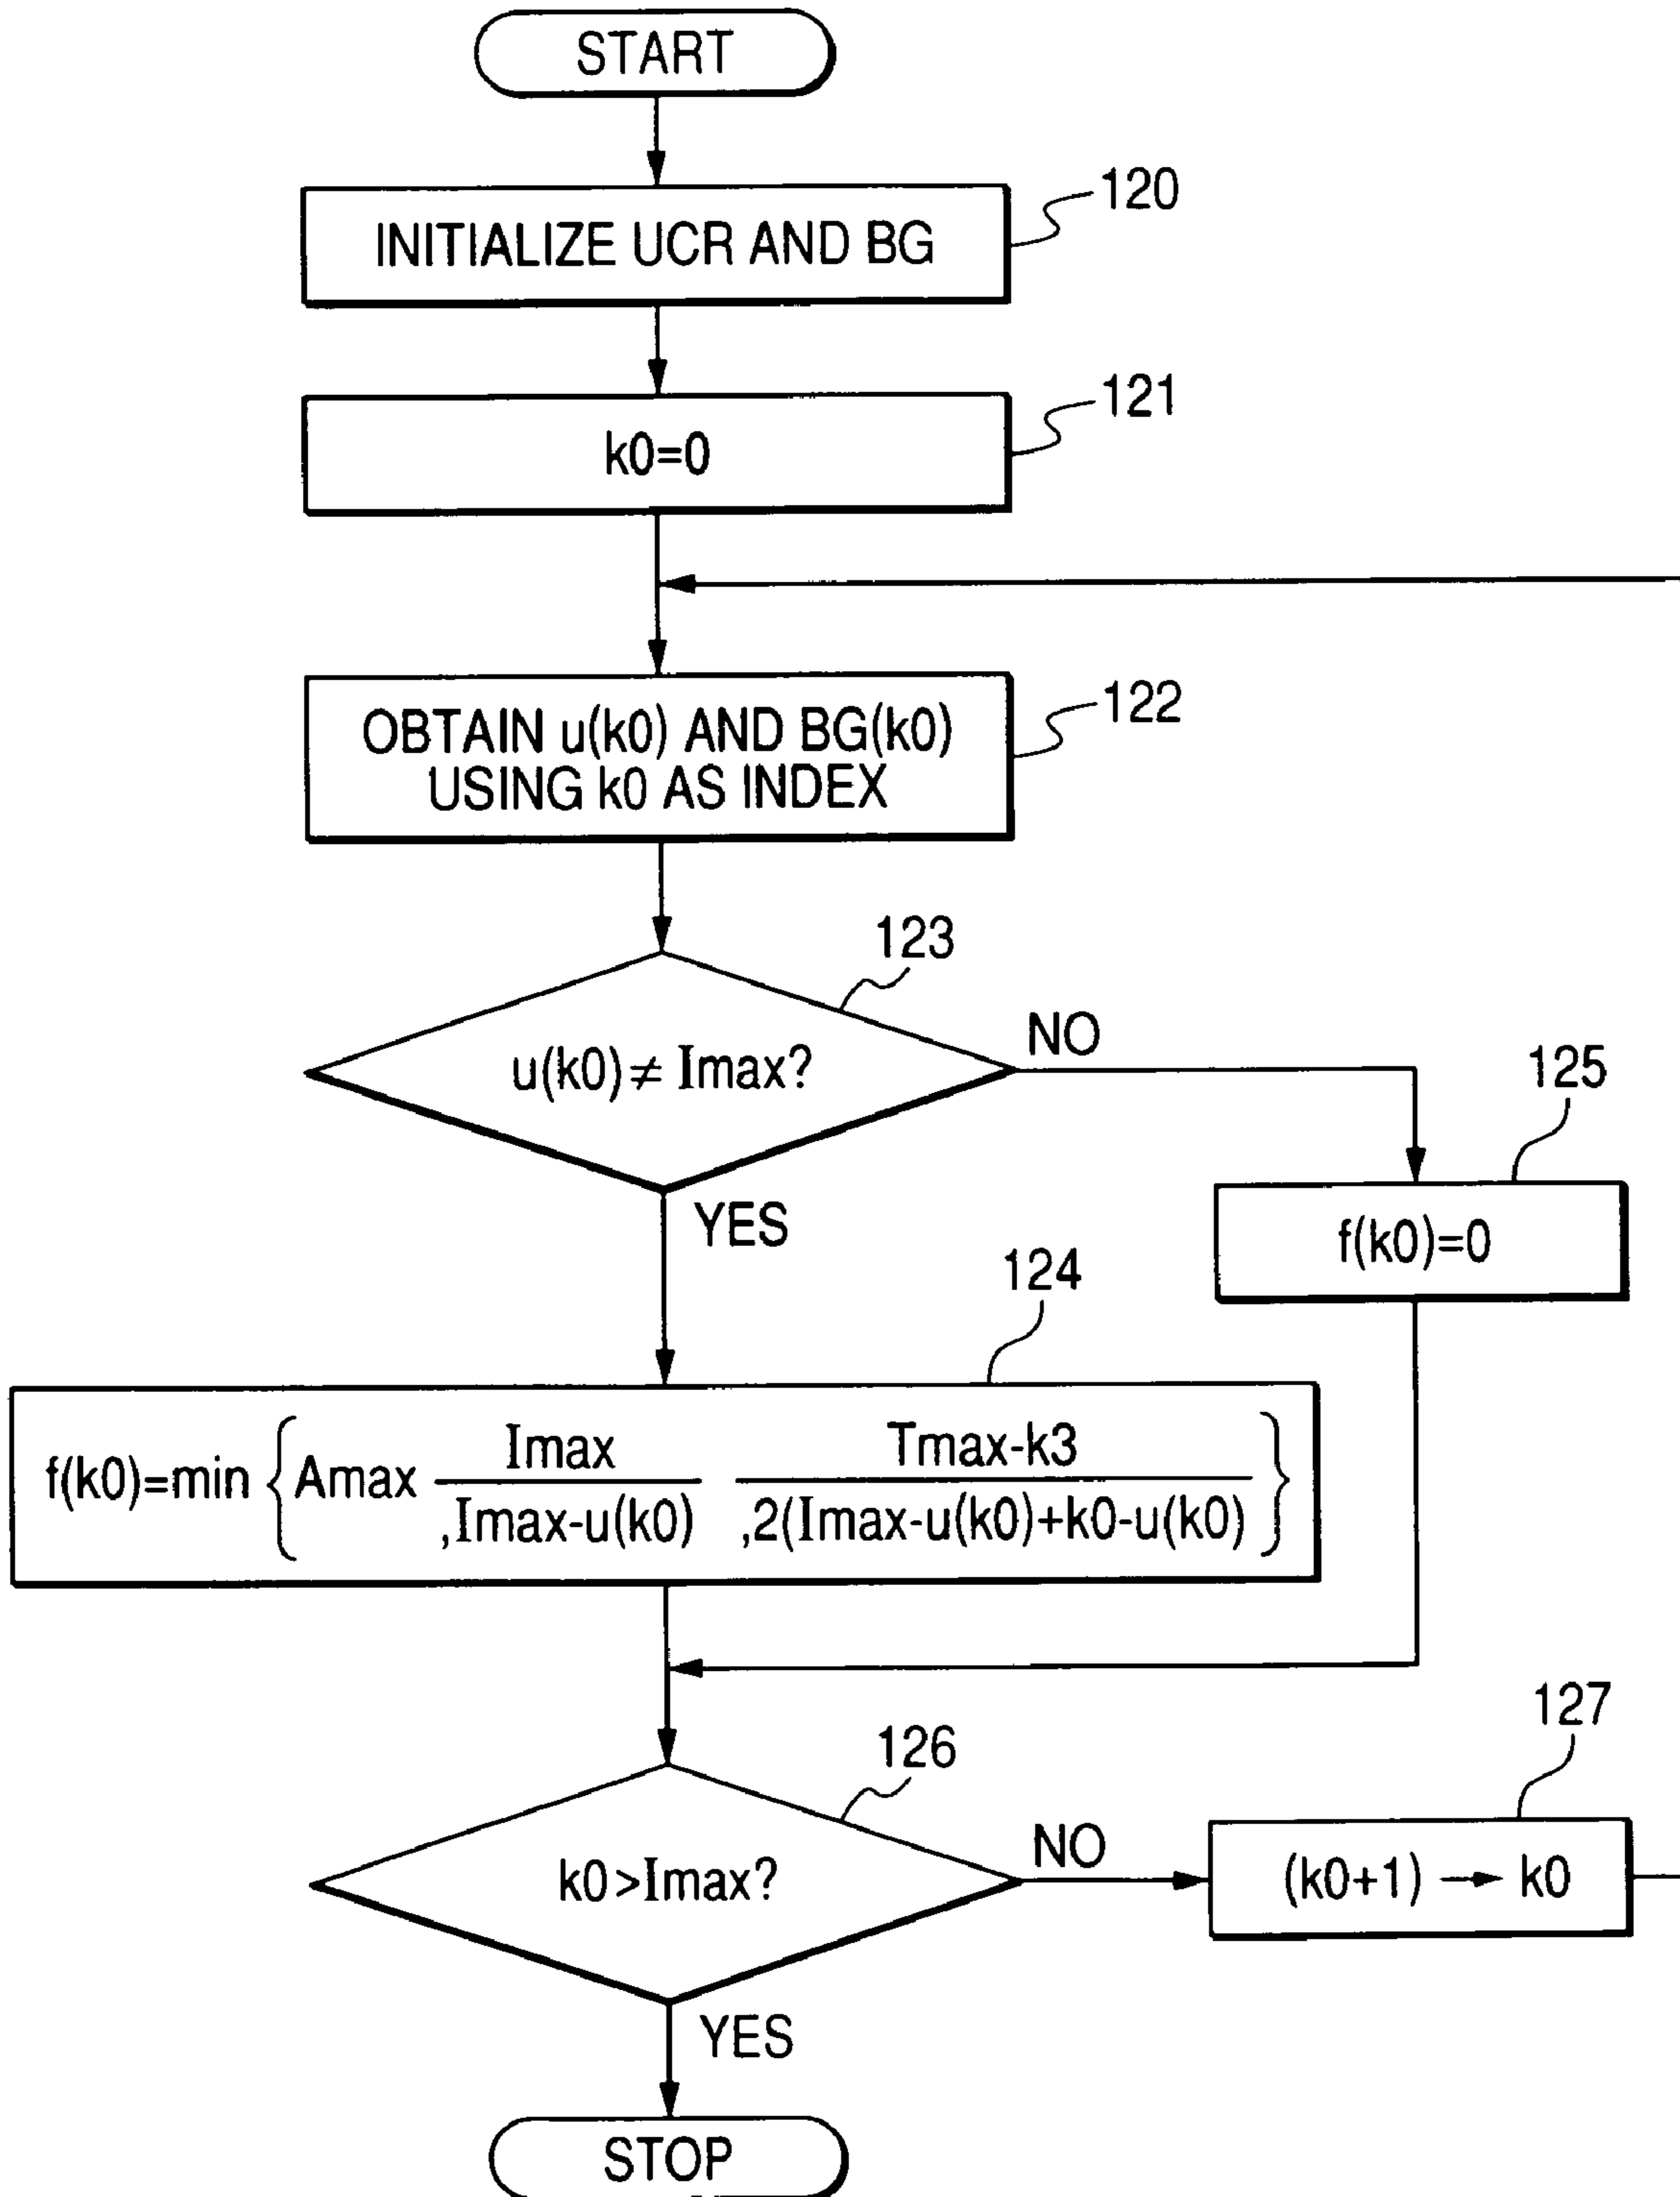 START
120
INITIALIZE UCR AND BG
121
k0=0
122
OBTAIN u(k0) AND BG(k0)
USING k0 AS INDEX
123
u(k0)≠ Imax?
NO
125
YES
f(k0)=0
124
Imax Tmax-k3
f(k0)=min { Amax }
,Imax-u(k0) ,2(Imax-u(k0)+k0-u(k0)
127
126
NO
k0>Imax?
(k0+1) → k0
YES
STOP